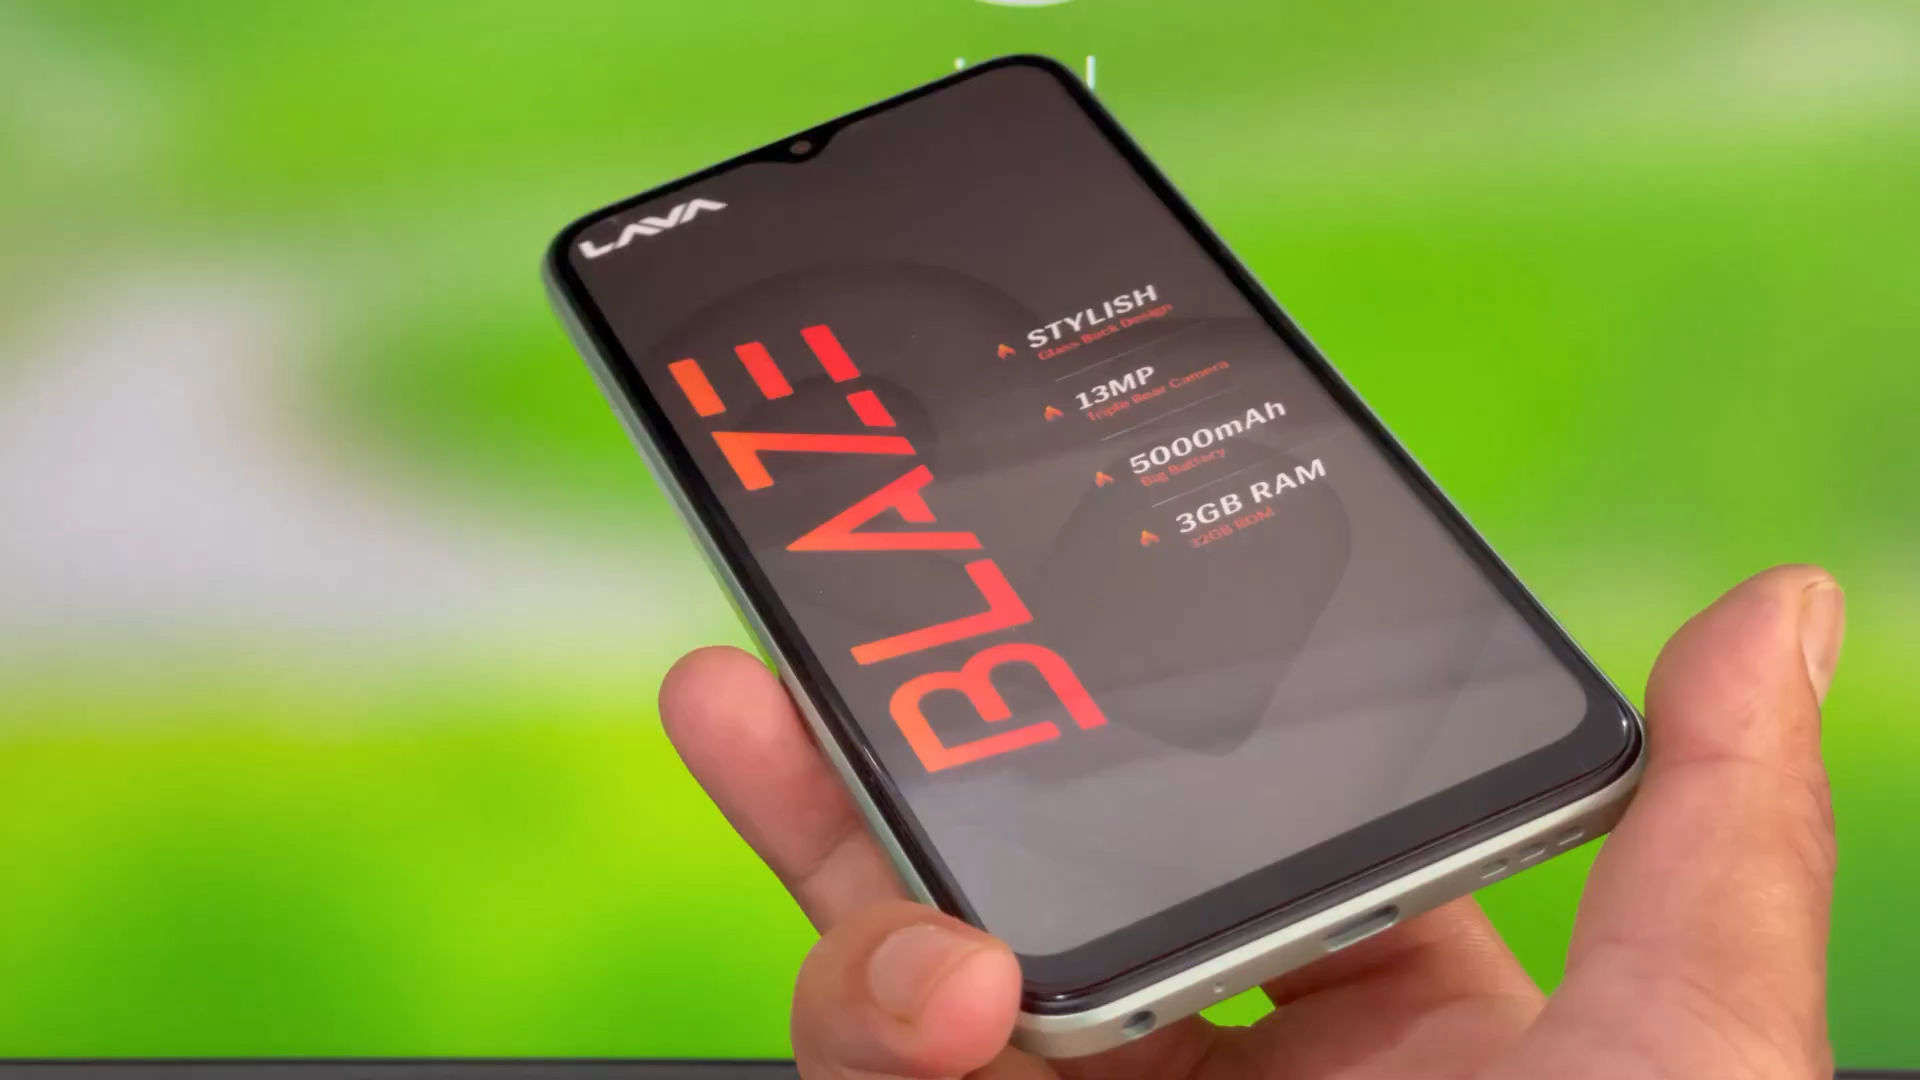 LAVA
BLAZE
STYLISH
Glass Back Design
13MP
Triple Rear Camera
5000mAh
Big Battery
3GB RAM
32GB ROM